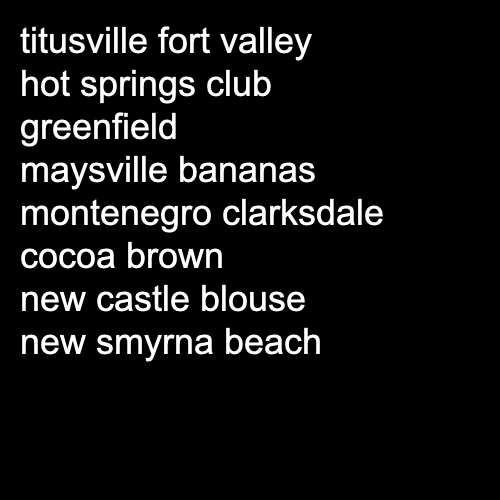 titusville fort valley
hot springs club
greenfield
maysville bananas
montenegro clarksdale
cocoa brown
new castle blouse
new smyrna beach